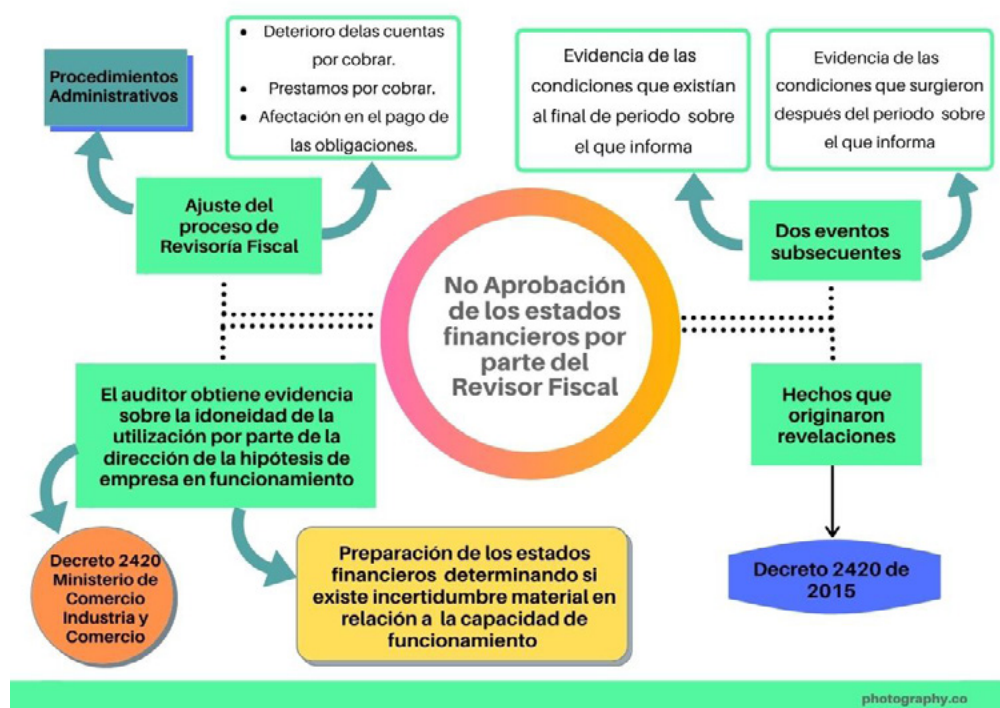 Procedimientos
Administrativos
• Deterioro delas cuentas
por cobrar.
• Prestamos por cobrar.
• Afectación en el pago de
las obligaciones.
Evidencia de las
condiciones que existían
al final de periodo sobre
el que informa
Evidencia de las
condiciones que surgieron
después del periodo sobre
el que informa
Ajuste del
proceso de
Revisoría Fiscal
Dos eventos
subsecuentes
No Aprobación
de los estados
financieros por
parte del
Revisor Fiscal
El auditor obtiene evidencia
sobre la idoneidad de la
utilización por parte de la
dirección de la hipótesis de
empresa en funcionamiento
Hechos que
originaron
revelaciones
Decreto 2420
Ministerio de
Comercio
Industria y
Comercio
Preparación de los estados
financieros determinando si
existe incertidumbre material en
relación a la capacidad de
funcionamiento
Decreto 2420 de
2015
photography.co